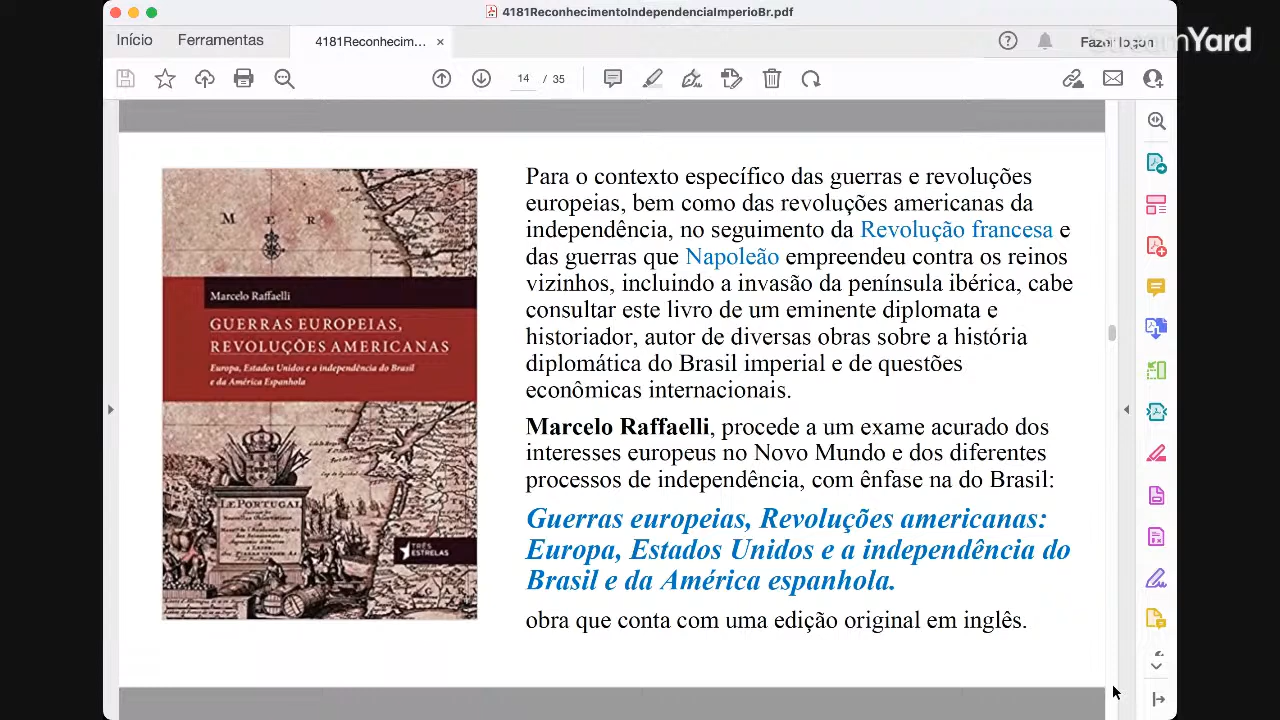 4181ReconhecimentoIndependenciaImperioBr.pdf
Início
Ferramentas
4181Reconhecim...
Fazer logon
14 / 35
M E R
Marcelo Raffaelli
GUERRAS EUROPEIAS,
REVOLUÇÕES AMERICANAS
Europa, Estados Unidos e a independência do Brasil
e da América Espanhola
LE PORTUGAL
TRÊS
ESTRELAS
Para o contexto específico das guerras e revoluções
europeias, bem como das revoluções americanas da
independência, no seguimento da Revolução francesa e
das guerras que Napoleão empreendeu contra os reinos
vizinhos, incluindo a invasão da península ibérica, cabe
consultar este livro de um eminente diplomata e
historiador, autor de diversas obras sobre a história
diplomática do Brasil imperial e de questões
econômicas internacionais.
Marcelo Raffaelli, procede a um exame acurado dos
interesses europeus no Novo Mundo e dos diferentes
processos de independência, com ênfase na do Brasil:
Guerras europeias, Revoluções americanas:
Europa, Estados Unidos e a independência do
Brasil e da América espanhola.
obra que conta com uma edição original em inglês.